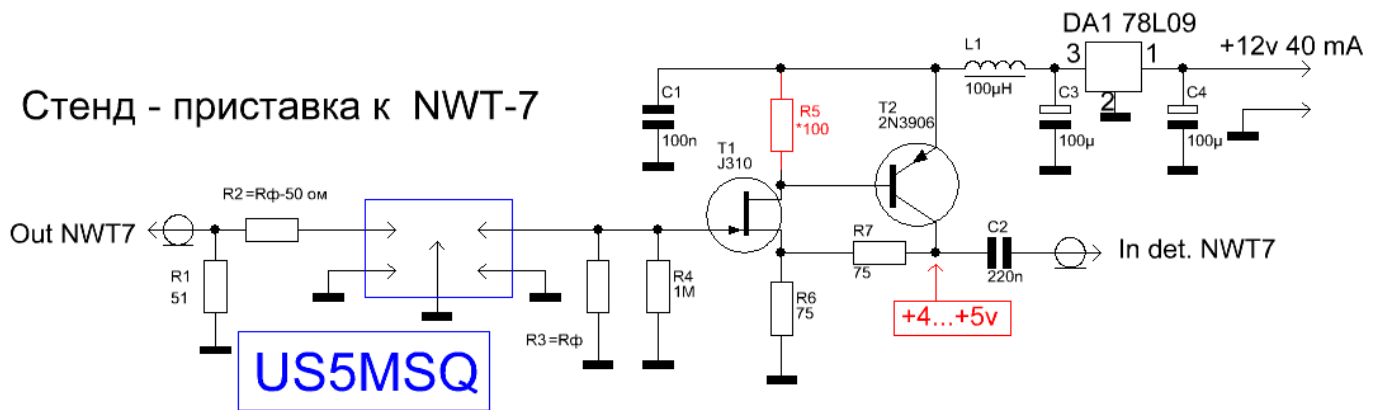 DA1 78L09
L1
3
1
+12v 40 mA
100µH
2
C3
C4
100µ
100µ
Стенд - приставка к NWT-7
C1
100n
R5
*100
T2
2N3906
T1
J310
R2=Rф-50 ом
Out NWT7
R1
51
R7
75
C2
220n
In det. NWT7
R4
1M
R6
75
R3=Rф
+4...+5v
US5MSQ